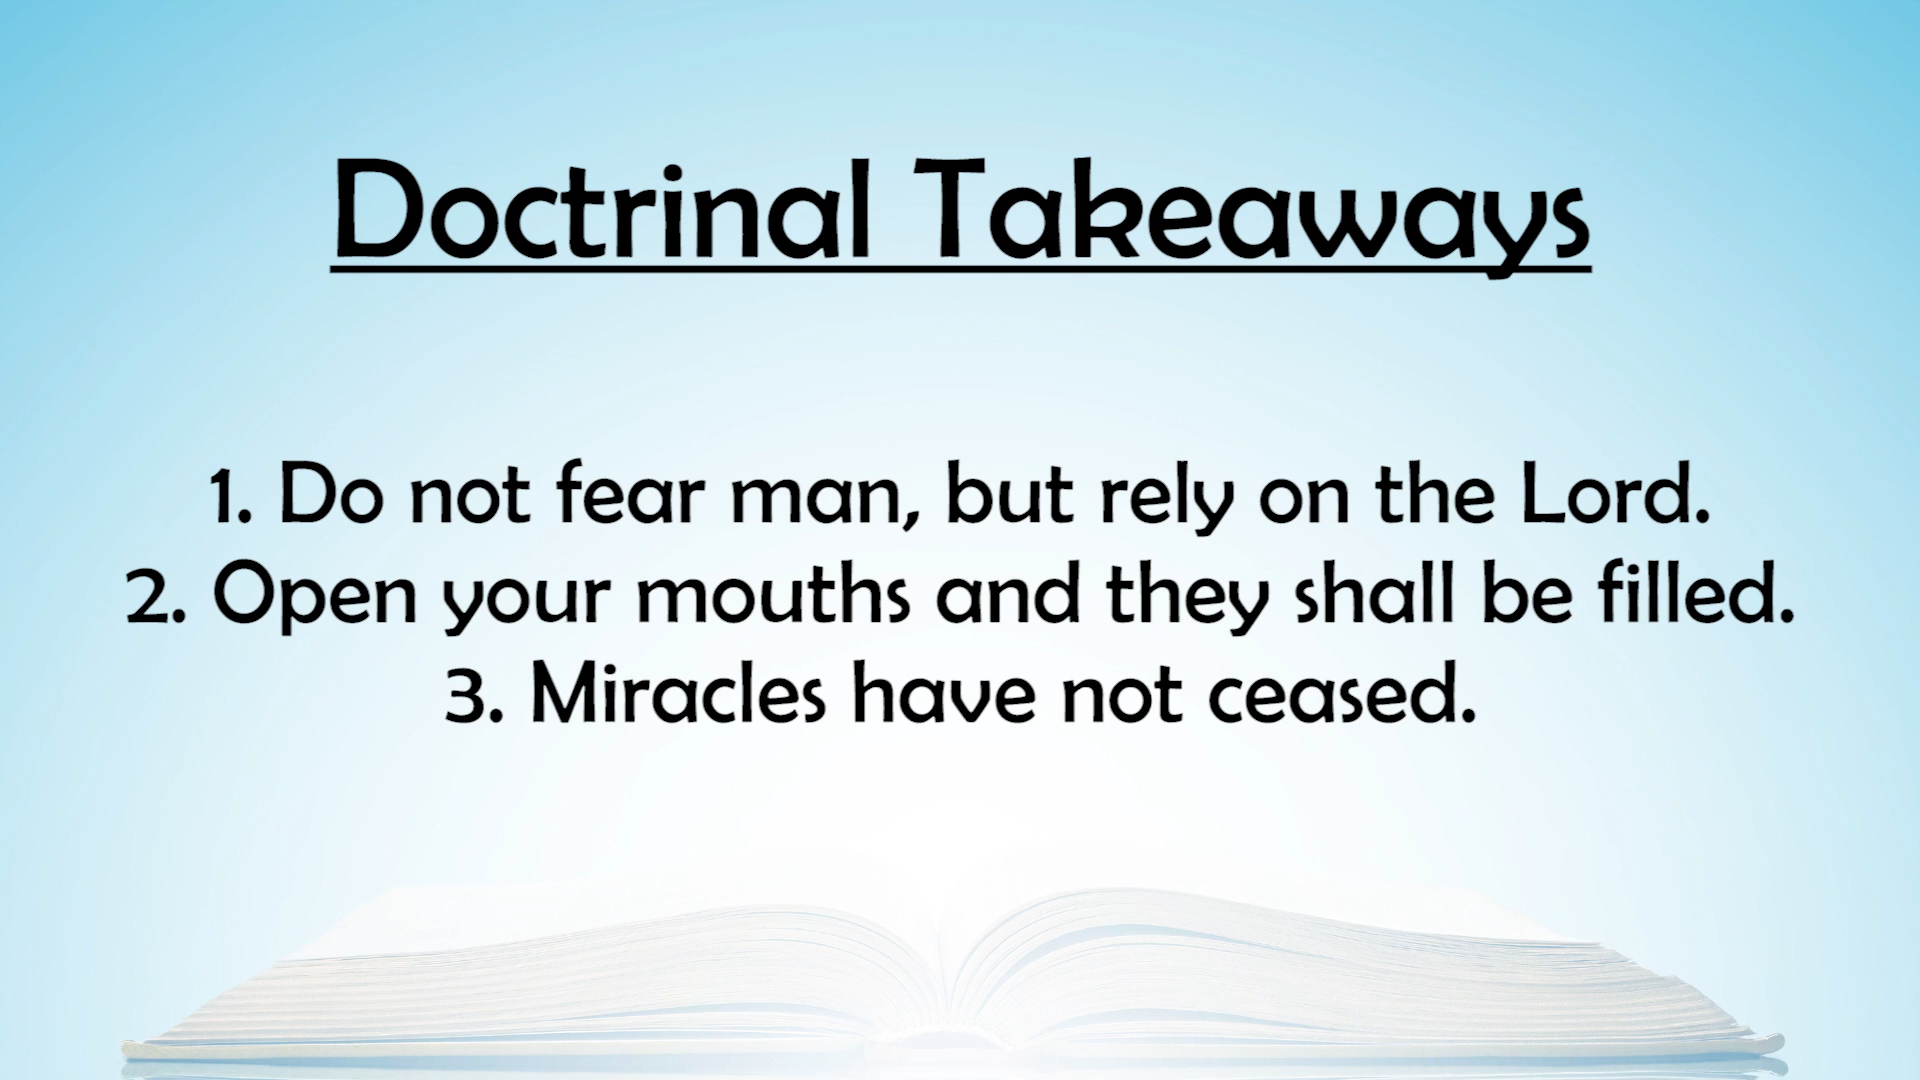 Doctrinal Takeaways
1. Do not fear man, but rely on the Lord.
2. Open your mouths and they shall be filled.
3. Miracles have not ceased.